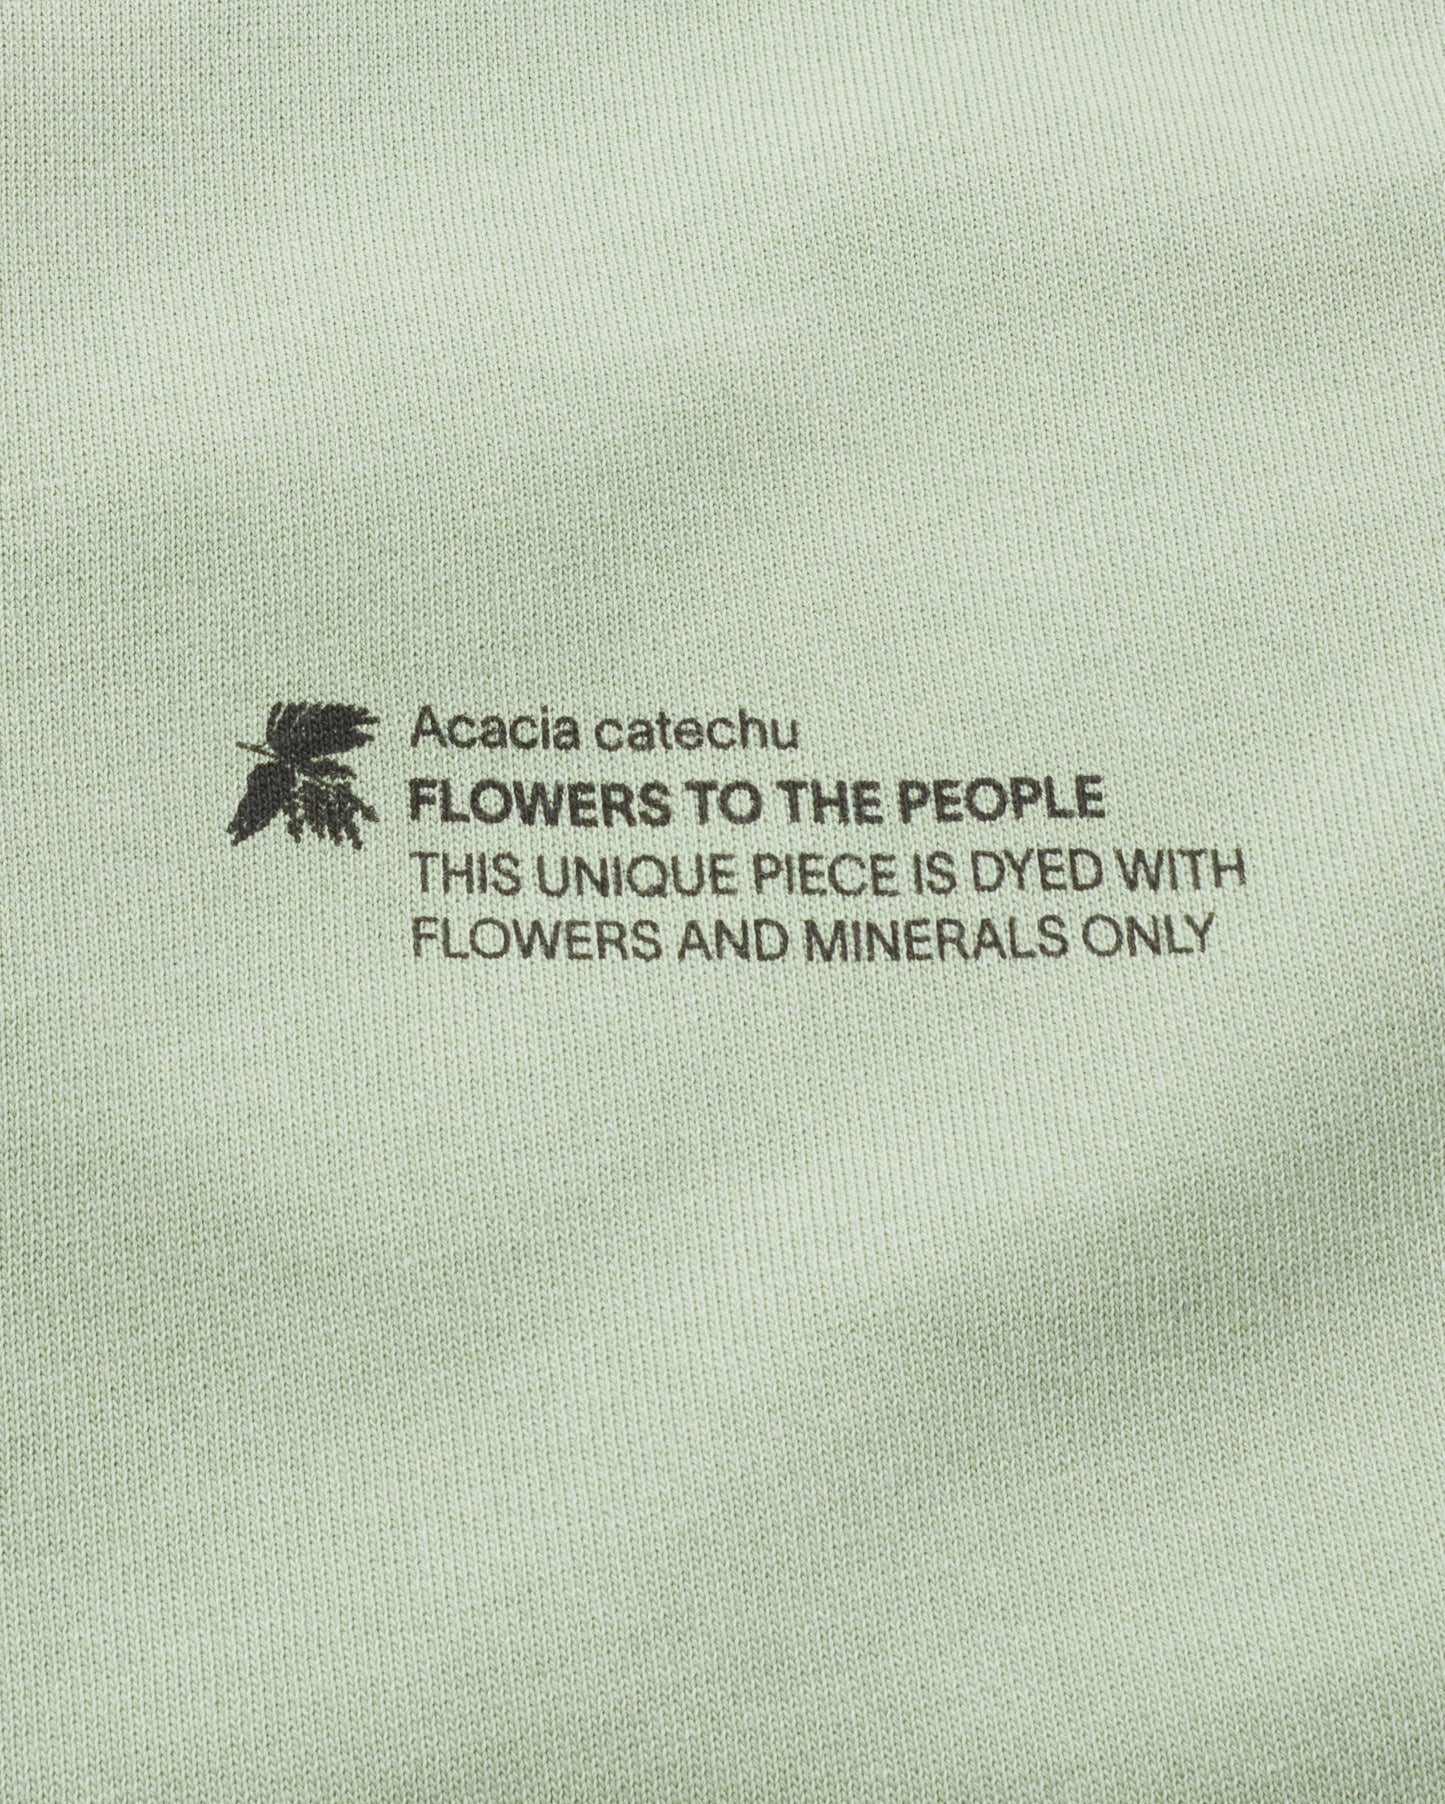 Acacia catechu
FLOWERS TO THE PEOPLE
THIS UNIQUE PIECE IS DYED WITH
FLOWERS AND MINERALS ONLY